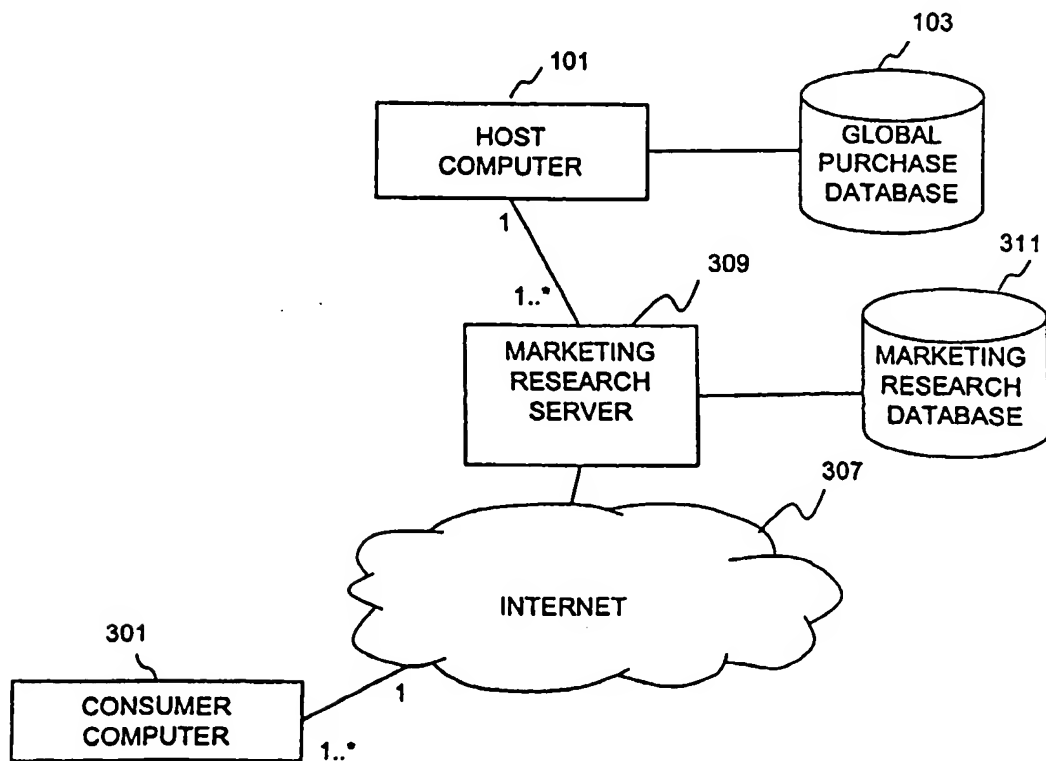 103
101
HOST
COMPUTER
GLOBAL
PURCHASE
DATABASE
1
1..*
309
311
MARKETING
RESEARCH
SERVER
MARKETING
RESEARCH
DATABASE
307
INTERNET
301
CONSUMER
COMPUTER
1
1..*